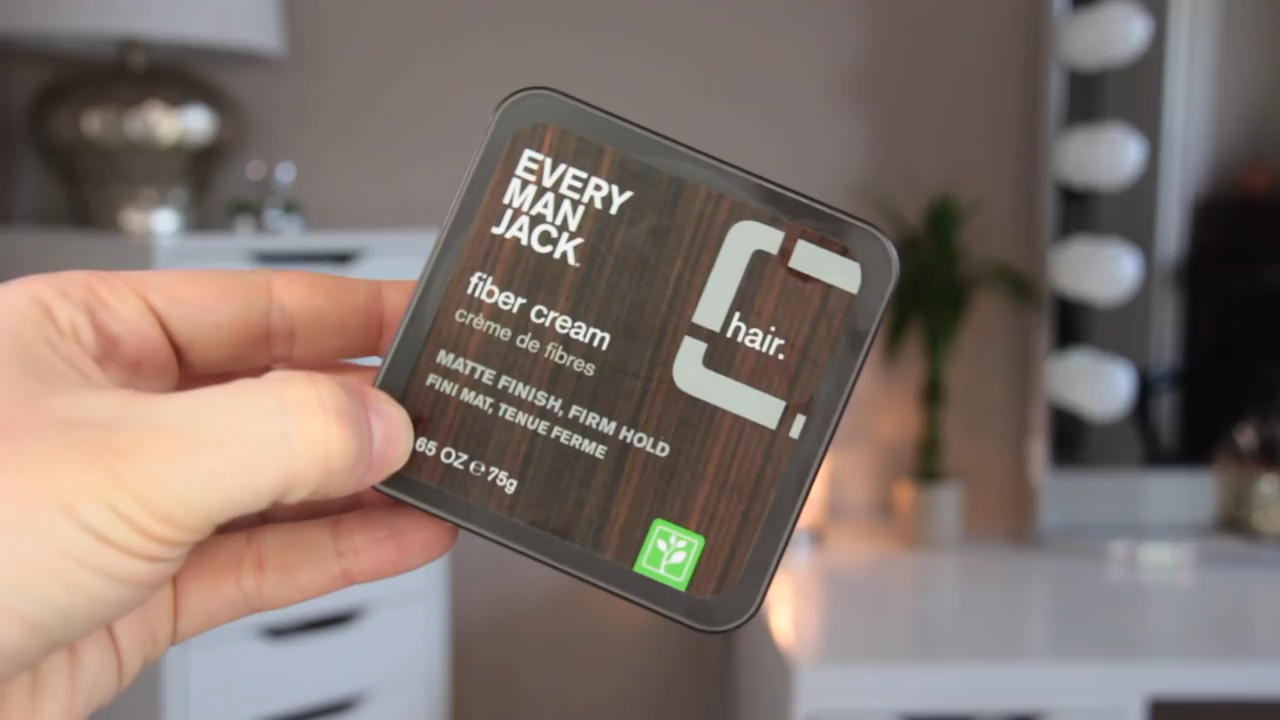 EVERY
MAN
JACK.
fiber cream
crème de fibres
MATTE FINISH, FIRM HOLD
FINI MAT, TENUE FERME
65 OZ ℮ 75g
hair.